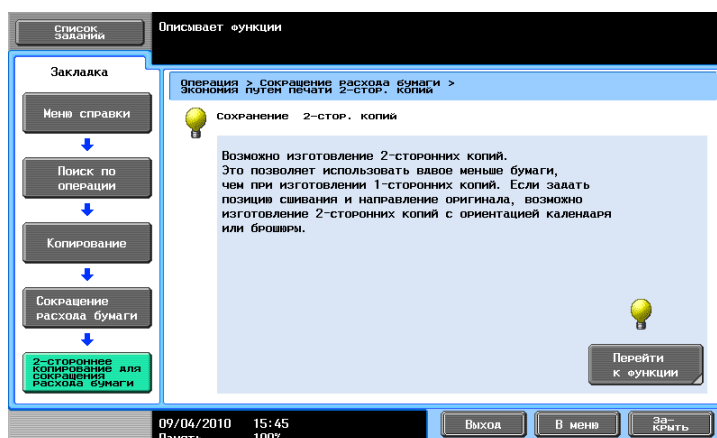 Список
заданий
Описывает функции
Закладка
Операция > Сокращение расхода бумаги >
Экономия путем печати 2-стор. копий
Меню справки
Сохранение 2-стор. копий
Возможно изготовление 2-сторонних копий.
Это позволяет использовать вдвое меньше бумаги,
чем при изготовлении 1-сторонних копий. Если задать
позицию сшивания и направление оригинала, возможно
изготовление 2-сторонних копий с ориентацией календаря
или брошюры.
Поиск по
операции
Копирование
Сокращение
расхода бумаги
2-стороннее
копирование для
сокращения
расхода бумаги
Перейти
к функции
09/04/2010 15:45
Память 100%
Выход
В меню
За-
крыть